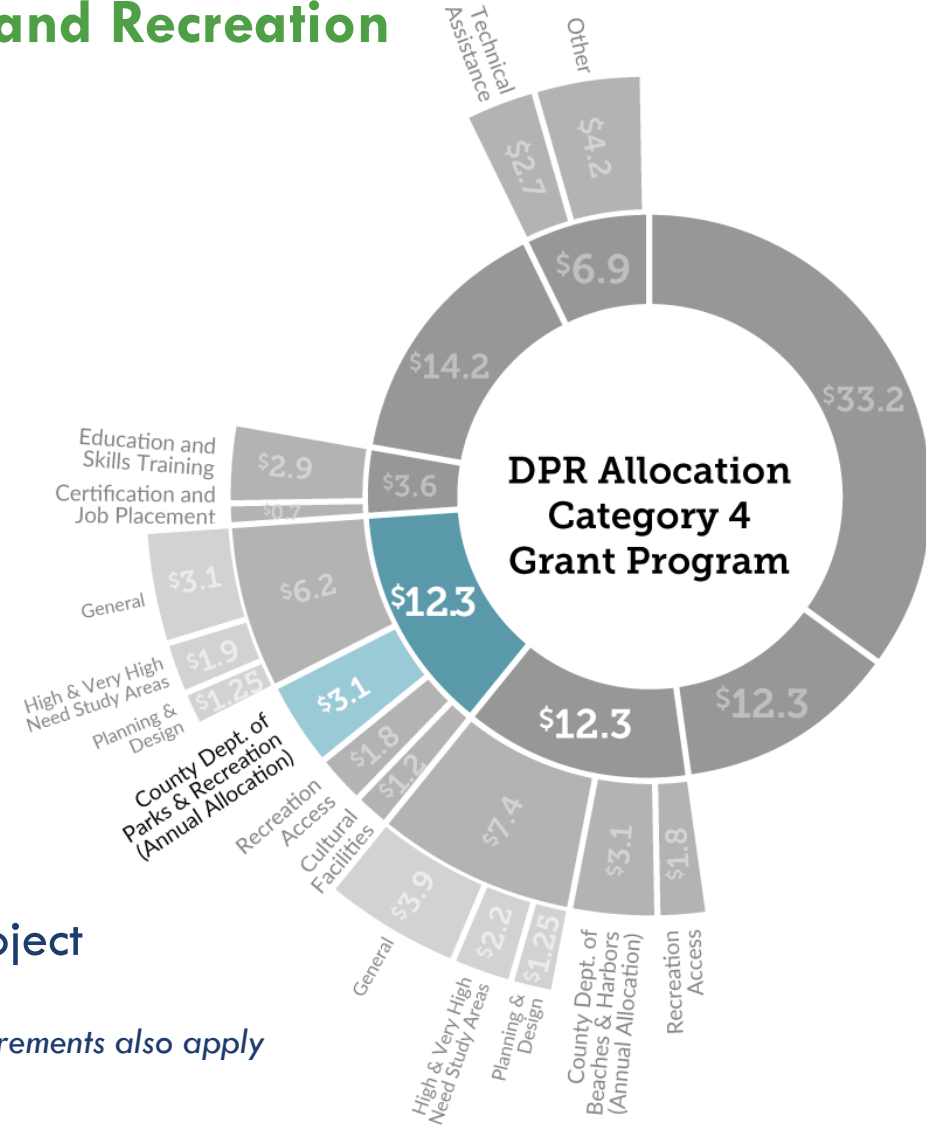 and Recreation
Technical
Assistance
Other
$2.7
$4.2
$6.9
$14.2
$33.2
Education and
Skills Training
$2.9
$3.6
Certification and
Job Placement
$0.7
DPR Allocation
Category 4
Grant Program
$3.1
$6.2
$12.3
General
$1.9
High & Very High
Need Study Areas
$1.25
Planning &
Design
$3.1
County Dept. of
Parks & Recreation
(Annual Allocation)
$1.8
Recreation
Access
$1.2
Cultural
Facilities
$12.3
$12.3
$7.4
$3.1
$1.8
$3.9
$2.2
$1.25
General
High & Very High
Need Study Areas
Planning &
Design
County Dept. of
Beaches & Harbors
(Annual Allocation)
Recreation
Access
oject
rements also apply